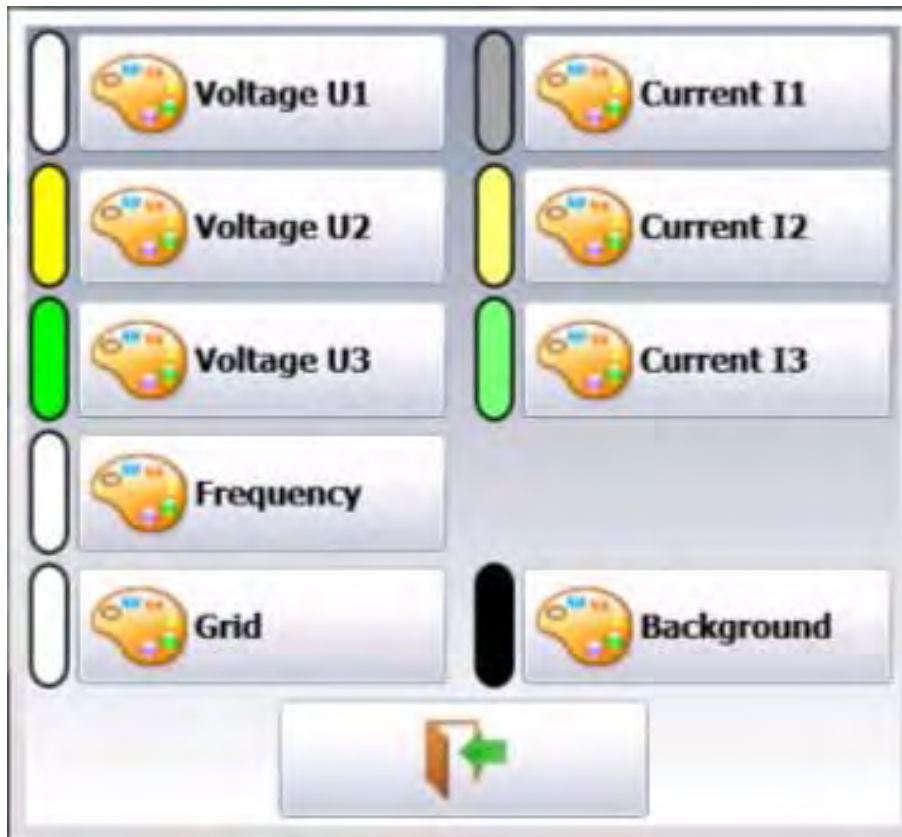 Voltage U1
Current I1
Voltage U2
Current I2
Voltage U3
Current I3
Frequency
Grid
Background